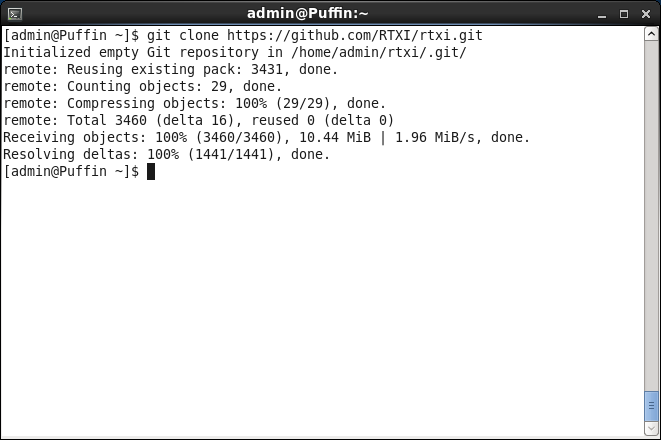 admin@Puffin:~
[admin@Puffin ~]$ git clone https://github.com/RTXI/rtxi.git
Initialized empty Git repository in /home/admin/rtxi/.git/
remote: Reusing existing pack: 3431, done.
remote: Counting objects: 29, done.
remote: Compressing objects: 100% (29/29), done.
remote: Total 3460 (delta 16), reused 0 (delta 0)
Receiving objects: 100% (3460/3460), 10.44 MiB | 1.96 MiB/s, done.
Resolving deltas: 100% (1441/1441), done.
[admin@Puffin ~]$